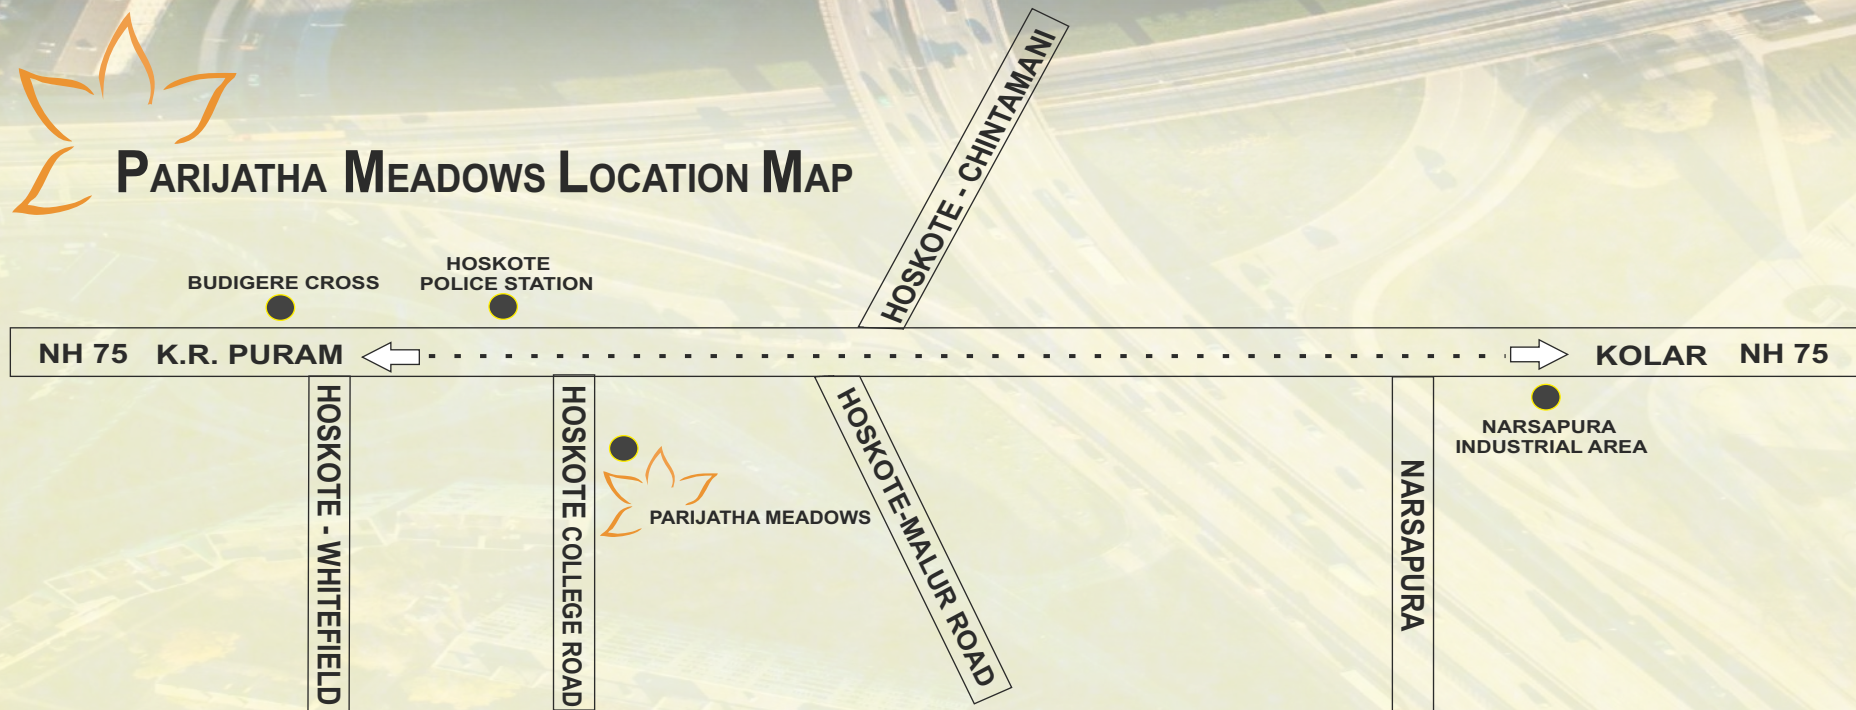 PARIJATHA MEADOWS LOCATION MAP
HOSKOTE - CHINTAMANI
BUDIGERE CROSS
HOSKOTE
POLICE STATION
NH 75 K.R. PURAM
KOLAR NH 75
HOSKOTE - WHITEFIELD
HOSKOTE COLLEGE ROAD
PARIJATHA MEADOWS
HOSKOTE-MALUR ROAD
NARSAPURA
NARSAPURA
INDUSTRIAL AREA